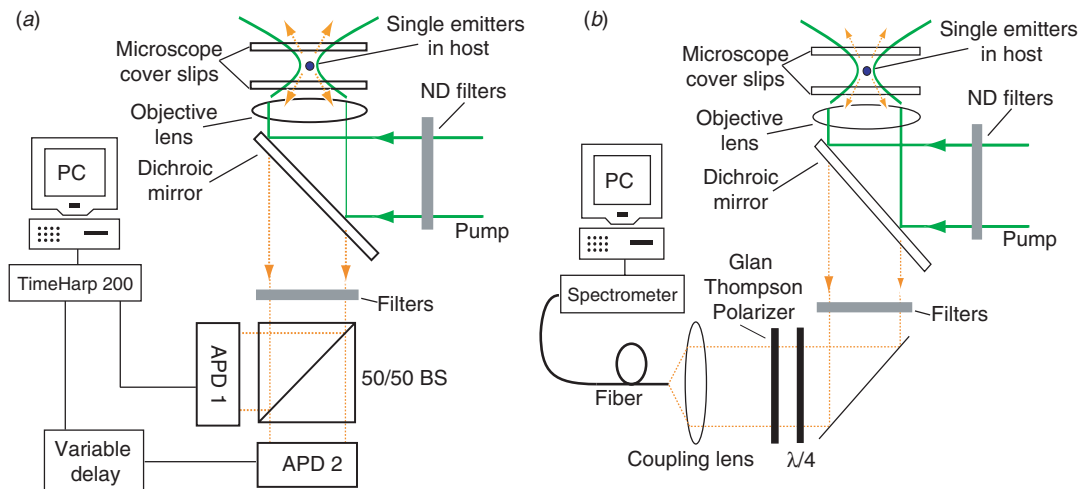 (a)
Microscope
cover slips
Single emitters
in host
ND filters
Objective
lens
Dichroic
mirror
PC
Pump
TimeHarp 200
Filters
APD 1
50/50 BS
Variable
delay
APD 2
(b)
Microscope
cover slips
Single emitters
in host
ND filters
Objective
lens
Dichroic
mirror
PC
Pump
Spectrometer
Glan
Thompson
Polarizer
Filters
Fiber
Coupling lens
λ/4